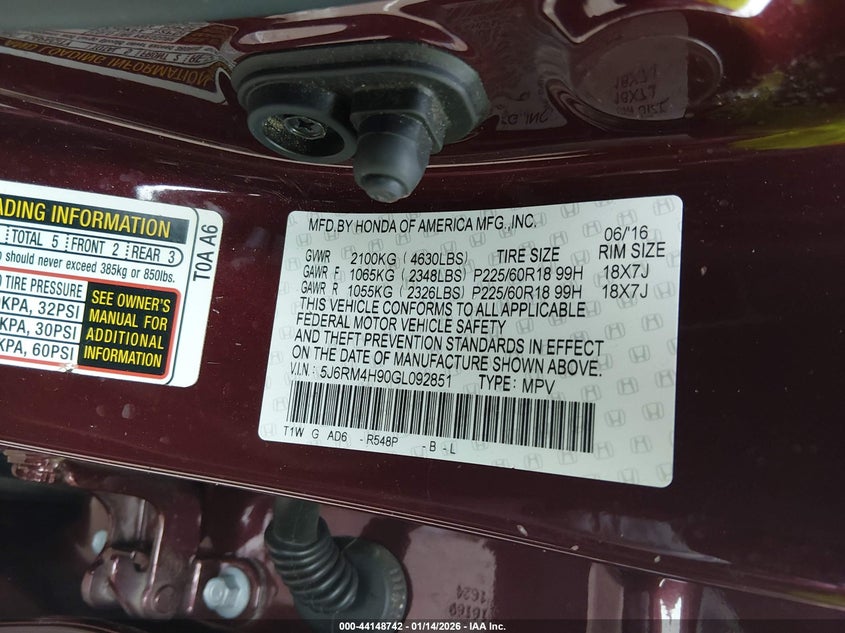 ADING INFORMATION
TOTAL 5 FRONT 2 REAR 3
should never exceed 385kg or 850lbs.
TIRE PRESSURE
KPA, 32PSI
KPA, 30PSI
KPA, 60PSI
SEE OWNER'S
MANUAL FOR
ADDITIONAL
INFORMATION
T0A A6
MFD.BY HONDA OF AMERICA MFG.,INC. 06/'16
GWR 2100KG (4630LBS) TIRE SIZE RIM SIZE
GAWR F 1065KG (2348LBS) P225/60R18 99H 18X7J
GAWR R 1055KG (2326LBS) P225/60R18 99H 18X7J
THIS VEHICLE CONFORMS TO ALL APPLICABLE
FEDERAL MOTOR VEHICLE SAFETY
AND THEFT PREVENTION STANDARDS IN EFFECT
ON THE DATE OF MANUFACTURE SHOWN ABOVE.
V.I.N.: 5J6RM4H90GL092851 TYPE: MPV
T1W G AD6 - R548P - B - L
1624
000-44148742 - 01/14/2026 - IAA Inc.